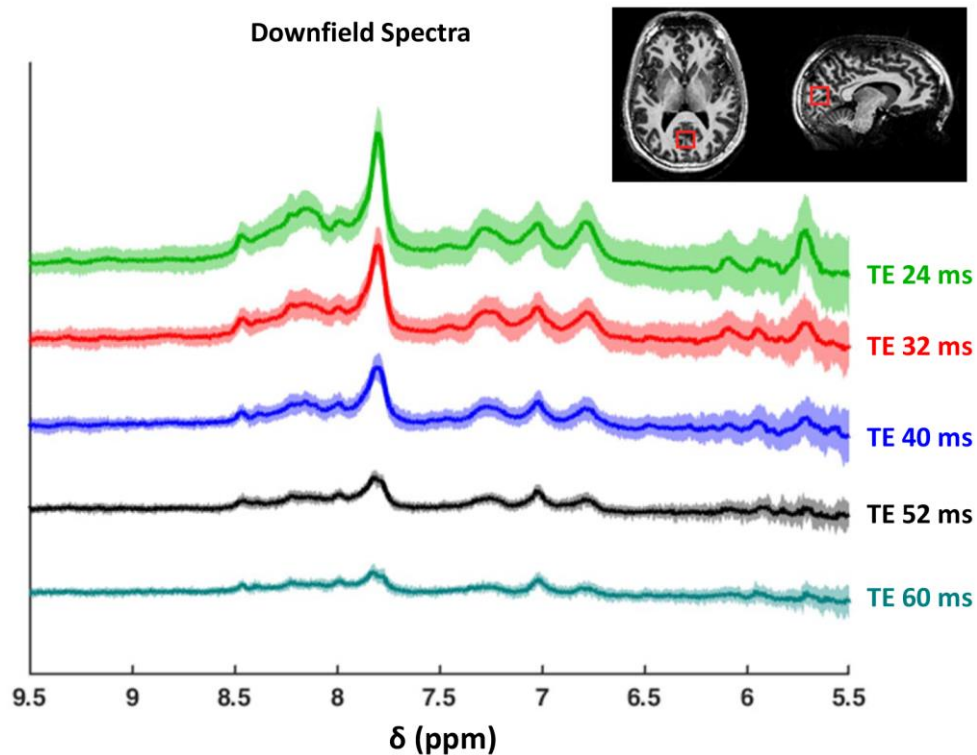 Downfield Spectra
TE 24 ms
TE 32 ms
TE 40 ms
TE 52 ms
TE 60 ms
9.5 9 8.5 8 7.5 7 6.5 6 5.5
δ (ppm)